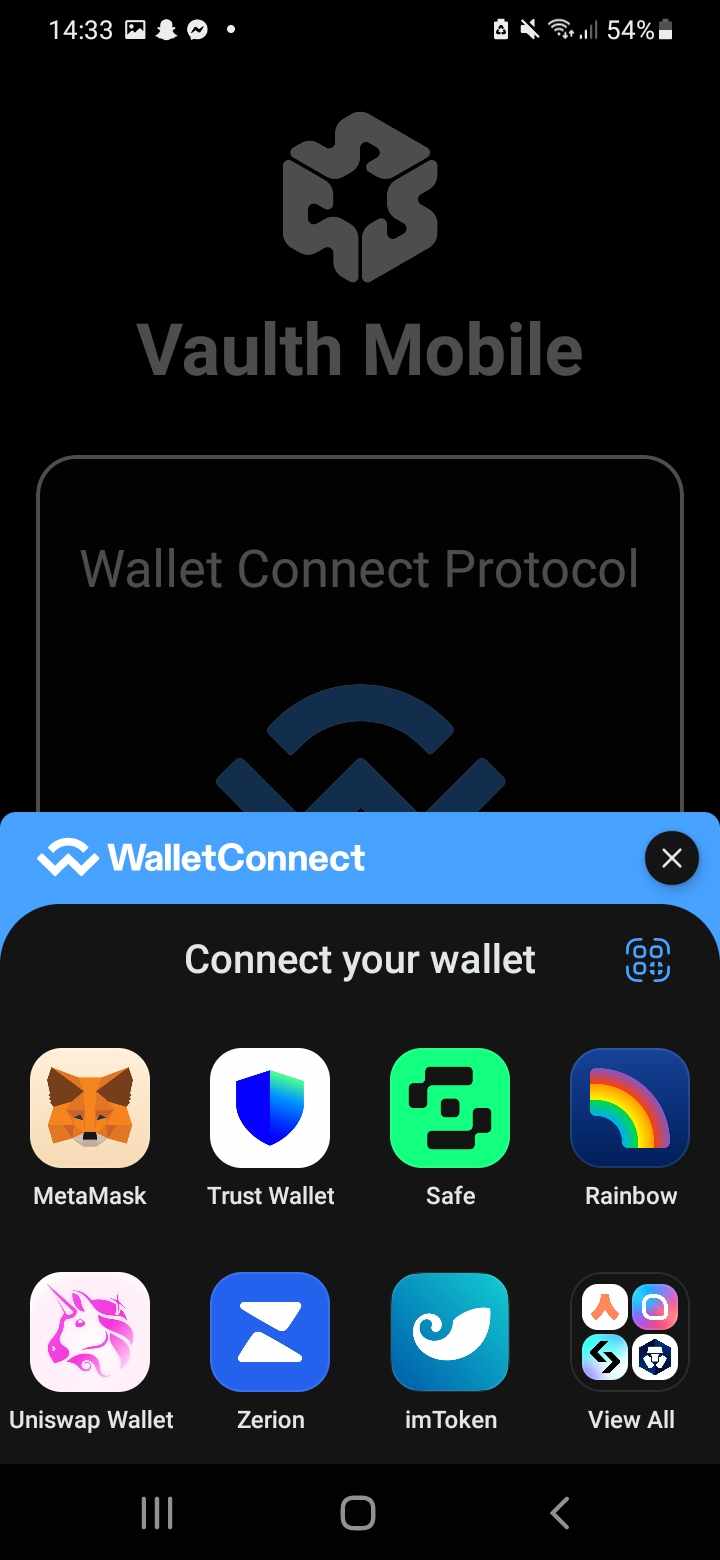 14:33
54%
Vaulth Mobile
Wallet Connect Protocol
WalletConnect
Connect your wallet
MetaMask Trust Wallet Safe Rainbow
Uniswap Wallet Zerion imToken View All